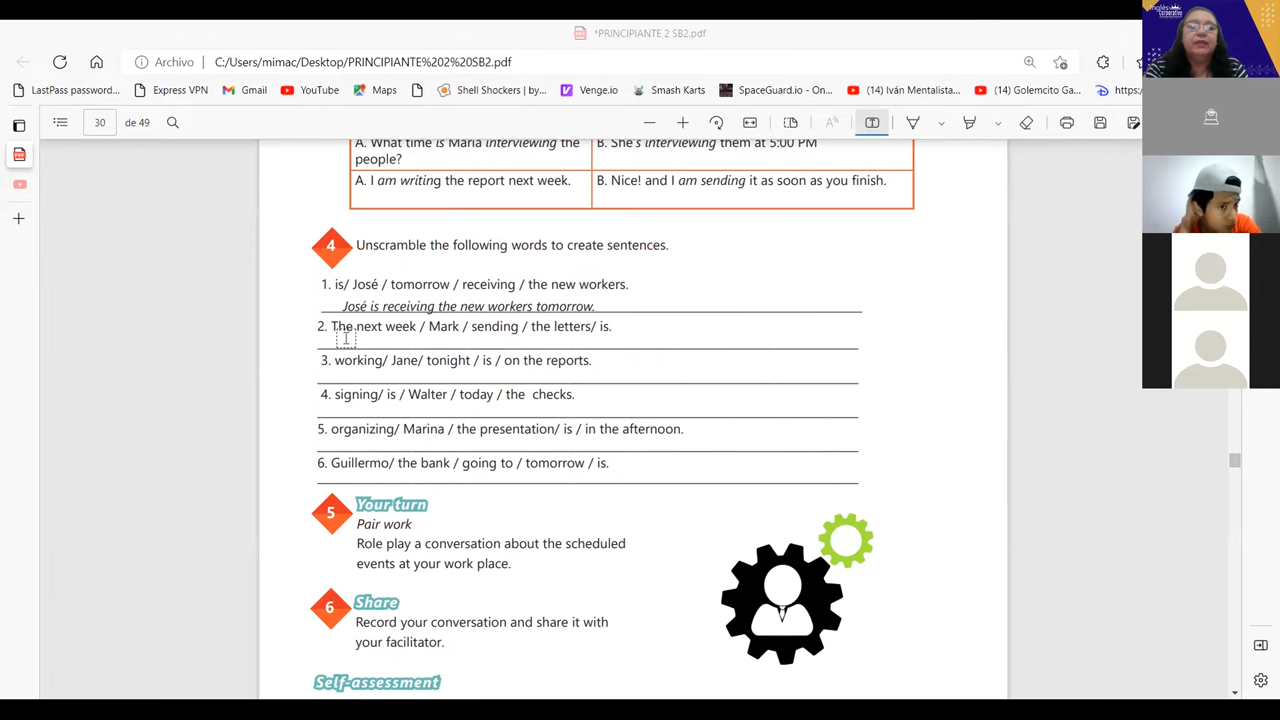 *PRINCIPIANTE 2 SB2.pdf
Archivo C:/Users/mimac/Desktop/PRINCIPIANTE%202%20SB2.pdf
LastPass password... Express VPN Gmail YouTube Maps Shell Shockers | by... Venge.io Smash Karts SpaceGuard.io - On... (14) Iván Mentalista... (14) Golemcito Ga... https:/
30 de 49
Inglés
corporativo
A. What time is Maria interviewing the people?
B. She's interviewing them at 5:00 PM
A. I am writing the report next week.
B. Nice! and I am sending it as soon as you finish.
4 Unscramble the following words to create sentences.
1. is/ José / tomorrow / receiving / the new workers.
José is receiving the new workers tomorrow.
2. The next week / Mark / sending / the letters/ is.
3. working/ Jane/ tonight / is / on the reports.
4. signing/ is / Walter / today / the checks.
5. organizing/ Marina / the presentation/ is / in the afternoon.
6. Guillermo/ the bank / going to / tomorrow / is.
5 Your turn
Pair work
Role play a conversation about the scheduled
events at your work place.
6 Share
Record your conversation and share it with
your facilitator.
Self-assessment